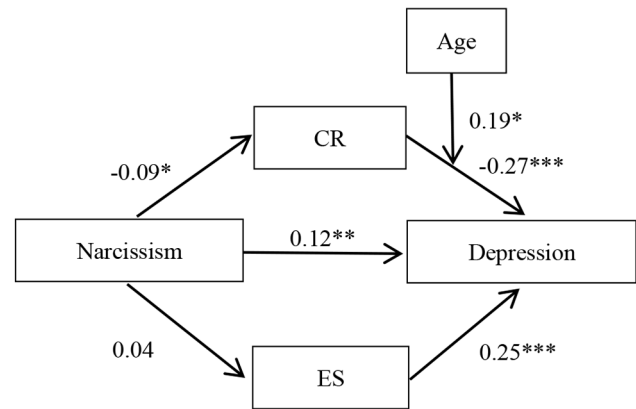 Age
0.19*
CR
-0.09*
-0.27***
Narcissism
0.12**
Depression
0.04
ES
0.25***